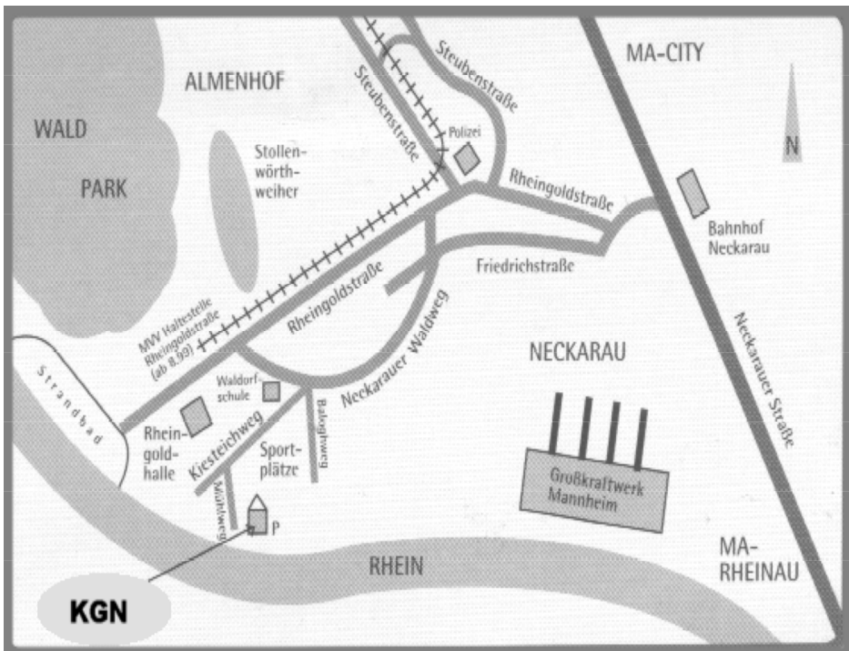 MA-CITY
ALMENHOF
Steubenstraße
Steubenstraße
WALD
PARK
Polizei
Stollen-
wörth-
weiher
N
Rheingoldstraße
Bahnhof
Neckarau
Friedrichstraße
Rheingoldstraße
MVV Haltestelle
Rheingoldstraße
(ab 8.99)
Neckarauer Waldweg
NECKARAU
Neckarauer Straße
Strandbad
Waldorf-
schule
Rhein-
gold-
halle
Kiesteichweg
Sport-
plätze
Baloghweg
Mühlweg
P
Großkraftwerk
Mannheim
MA-
RHEINAU
RHEIN
KGN